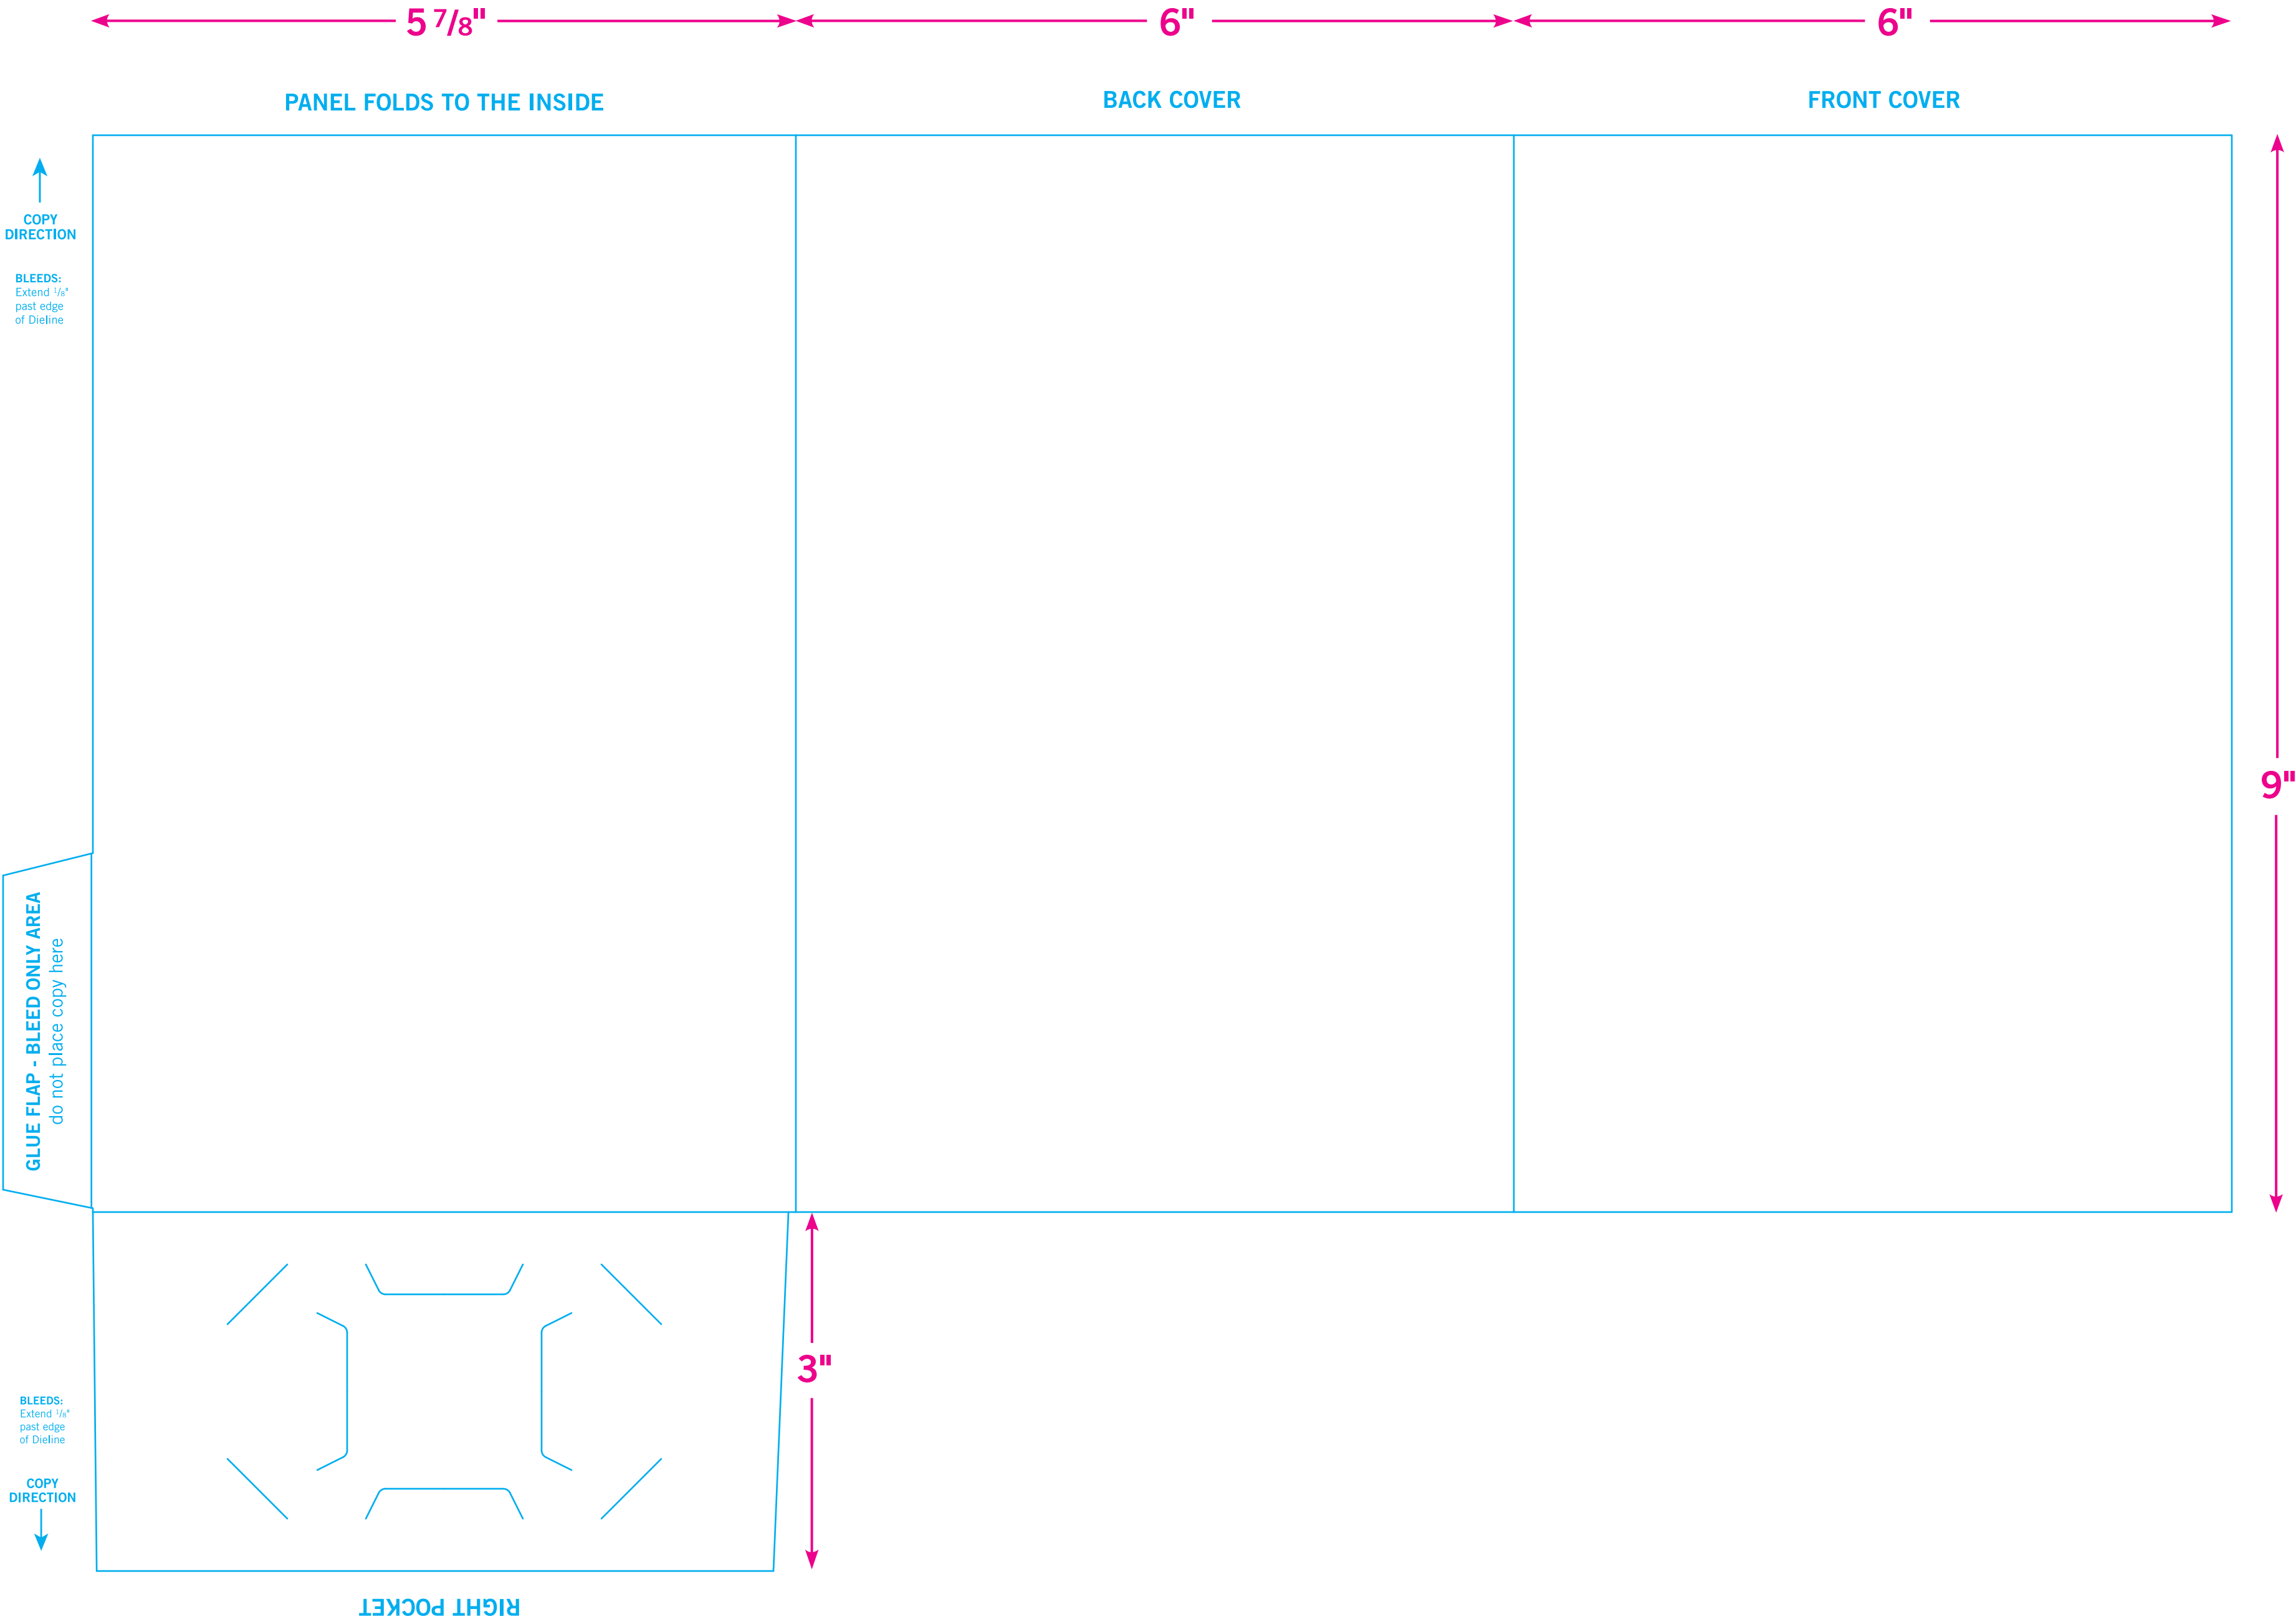 5 7/8"
6"
6"
PANEL FOLDS TO THE INSIDE
BACK COVER
FRONT COVER
COPY
DIRECTION
BLEEDS:
Extend 1/8"
past edge
of Dieline
9"
GLUE FLAP - BLEED ONLY AREA
do not place copy here
3"
BLEEDS:
Extend 1/8"
past edge
of Dieline
COPY
DIRECTION
RIGHT POCKET